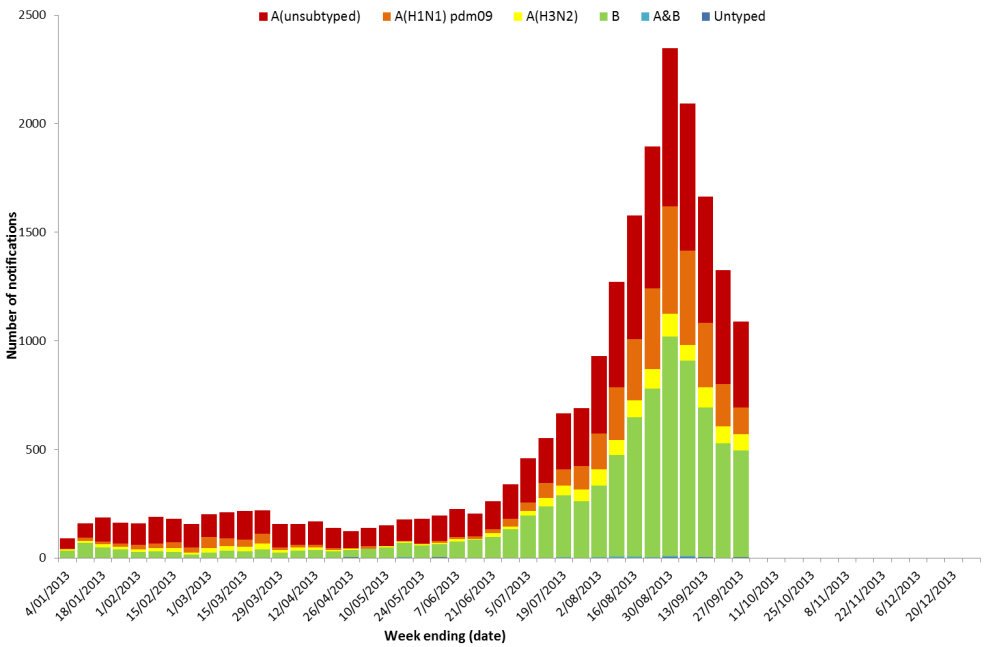 A(unsubtyped) A(H1N1) pdm09 A(H3N2) B A&B Untyped
2500
2000
1500
1000
500
0
Number of notifications
4/01/2013 18/01/2013 1/02/2013 15/02/2013 1/03/2013 15/03/2013 29/03/2013 12/04/2013 26/04/2013 10/05/2013 24/05/2013 7/06/2013 21/06/2013 5/07/2013 19/07/2013 2/08/2013 16/08/2013 30/08/2013 13/09/2013 27/09/2013 11/10/2013 25/10/2013 8/11/2013 22/11/2013 6/12/2013 20/12/2013
Week ending (date)